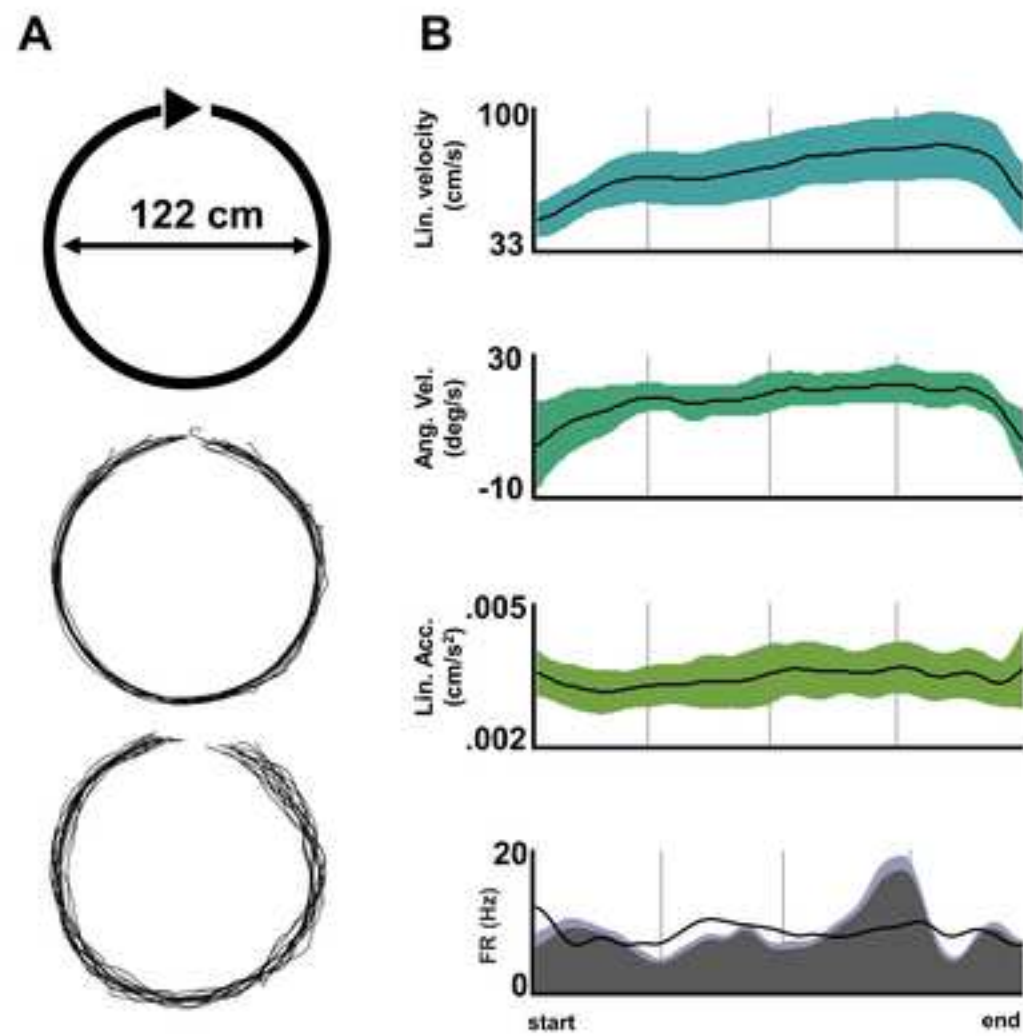 A
B
122 cm
100
Lin. velocity
(cm/s)
33
30
Ang. Vel.
(deg/s)
-10
.005
Lin. Acc.
(cm/s²)
.002
20
FR (Hz)
0
start
end